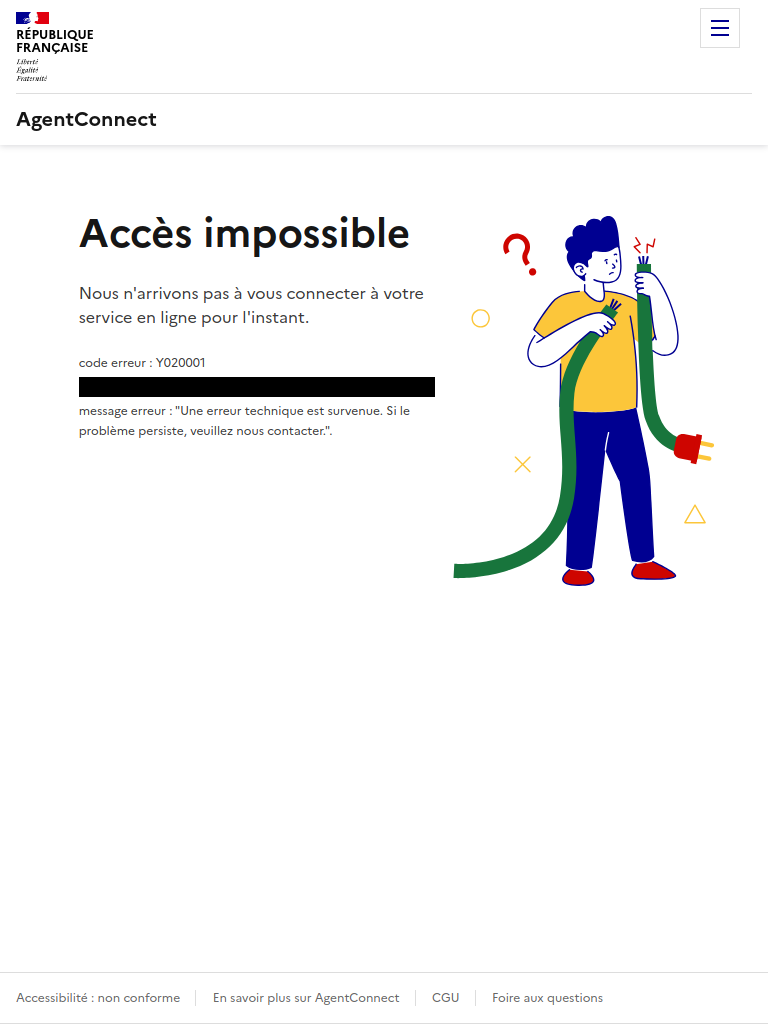 RÉPUBLIQUE
FRANÇAISE
Liberté
Égalité
Fraternité
AgentConnect
Accès impossible
Nous n'arrivons pas à vous connecter à votre
service en ligne pour l'instant.
code erreur : Y020001
message erreur : "Une erreur technique est survenue. Si le
problème persiste, veuillez nous contacter.".
Accessibilité : non conforme
En savoir plus sur AgentConnect
CGU
Foire aux questions